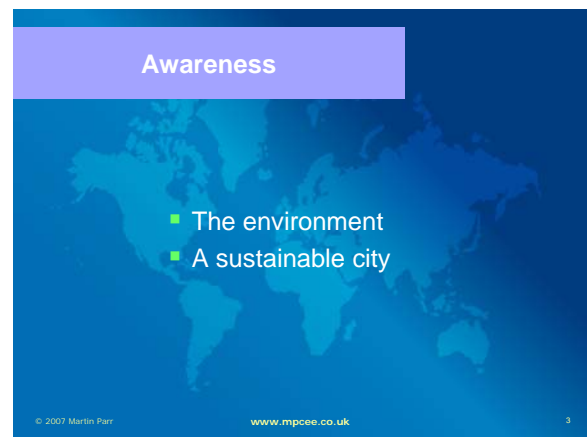 Awareness
The environment
A sustainable city
© 2007 Martin Parr www.mpcee.co.uk 3